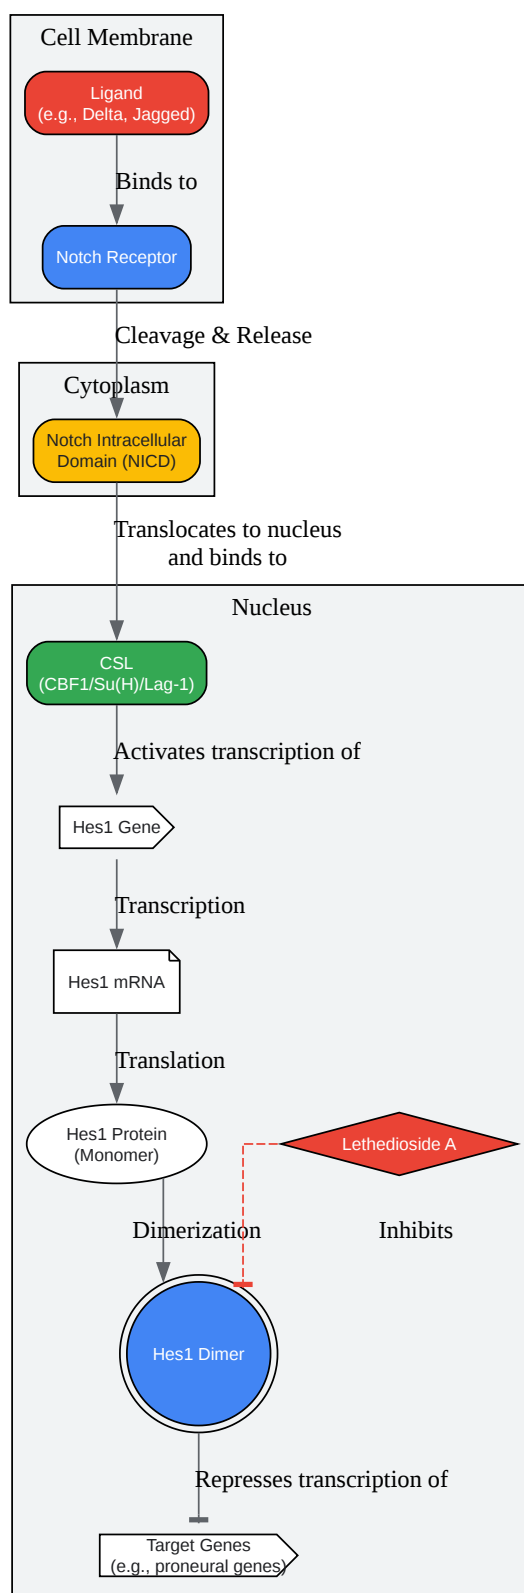 Cell Membrane
Ligand
(e.g., Delta, Jagged)
Binds to
Notch Receptor
Cleavage & Release
Cytoplasm
Notch Intracellular
Domain (NICD)
Translocates to nucleus
and binds to
Nucleus
CSL
(CBF1/Su(H)/Lag-1)
Activates transcription of
Hes1 Gene
Transcription
Hes1 mRNA
Translation
Hes1 Protein
(Monomer)
Lethedioside A
Dimerization
Inhibits
Hes1 Dimer
Represses transcription of
Target Genes
(e.g., proneural genes)